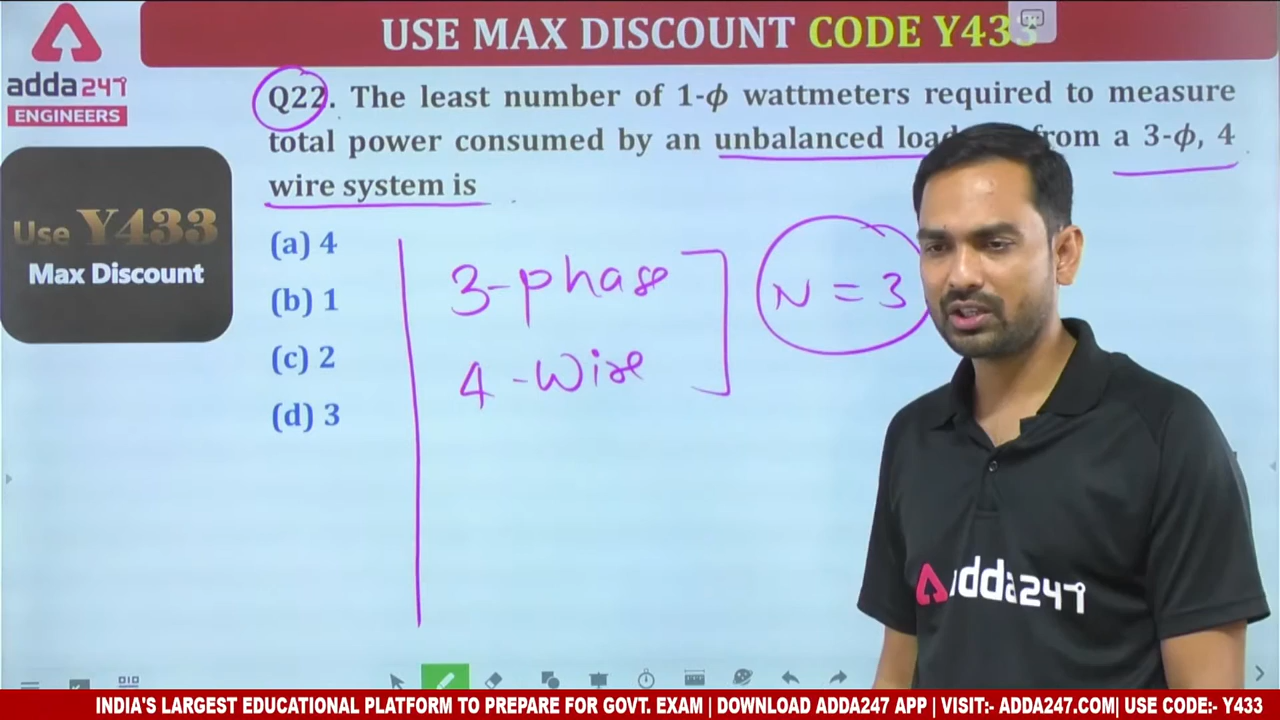 USE MAX DISCOUNT CODE Y433
adda247
ENGINEERS
Q22. The least number of 1-ϕ wattmeters required to measure
total power consumed by an unbalanced load from a 3-ϕ, 4
wire system is
Use Y433
Max Discount
(a) 4
(b) 1
(c) 2
(d) 3
3-phase
4-wire
N = 3
adda247
INDIA'S LARGEST EDUCATIONAL PLATFORM TO PREPARE FOR GOVT. EXAM | DOWNLOAD ADDA247 APP | VISIT:- ADDA247.COM| USE CODE:- Y433